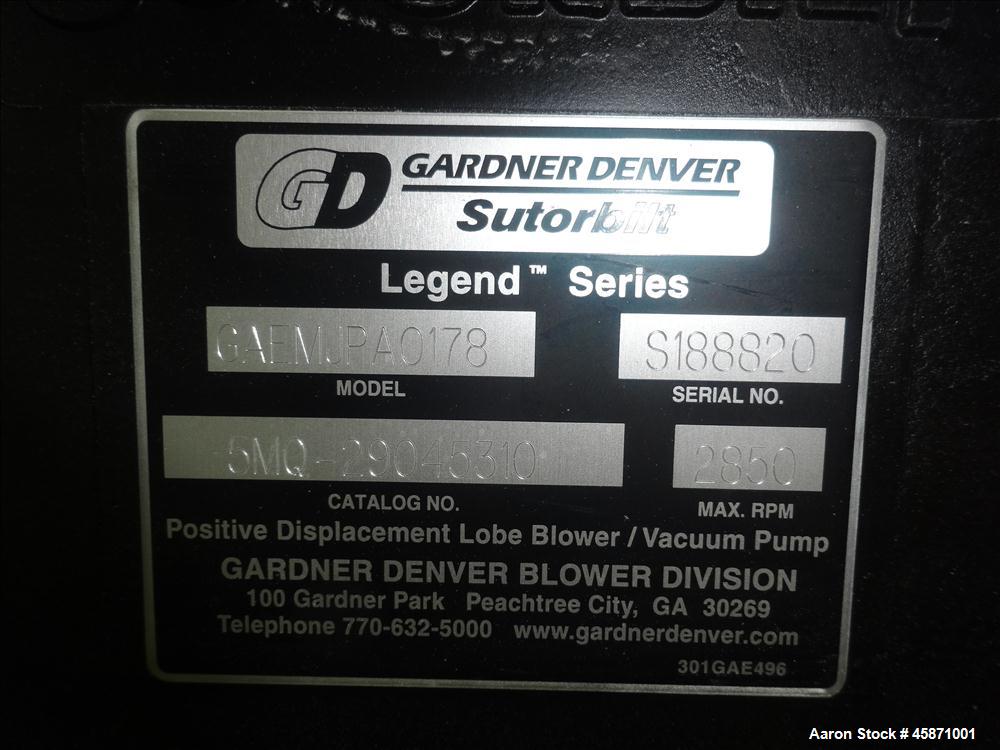 GD GARDNER DENVER
Sutorbilt
Legend™ Series
GAEMJPA0178 S188820
MODEL SERIAL NO.
5MQ-29045310 2850
CATALOG NO. MAX. RPM
Positive Displacement Lobe Blower / Vacuum Pump
GARDNER DENVER BLOWER DIVISION
100 Gardner Park Peachtree City, GA 30269
Telephone 770-632-5000 www.gardnerdenver.com
301GAE496
Aaron Stock # 45871001